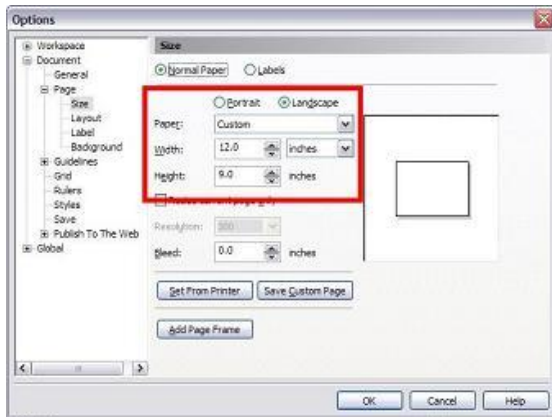 Options
Workspace
Document
General
Page
Size
Layout
Label
Background
Guidelines
Grid
Rulers
Styles
Save
Publish To The Web
Global
Size
Normal Paper Labels
Portrait Landscape
Paper: Custom
Width: 12.0 inches
Height: 9.0 inches
Resolution: 300
Bleed: 0.0 inches
Set From Printer Save Custom Page
Add Page Frame
OK Cancel Help